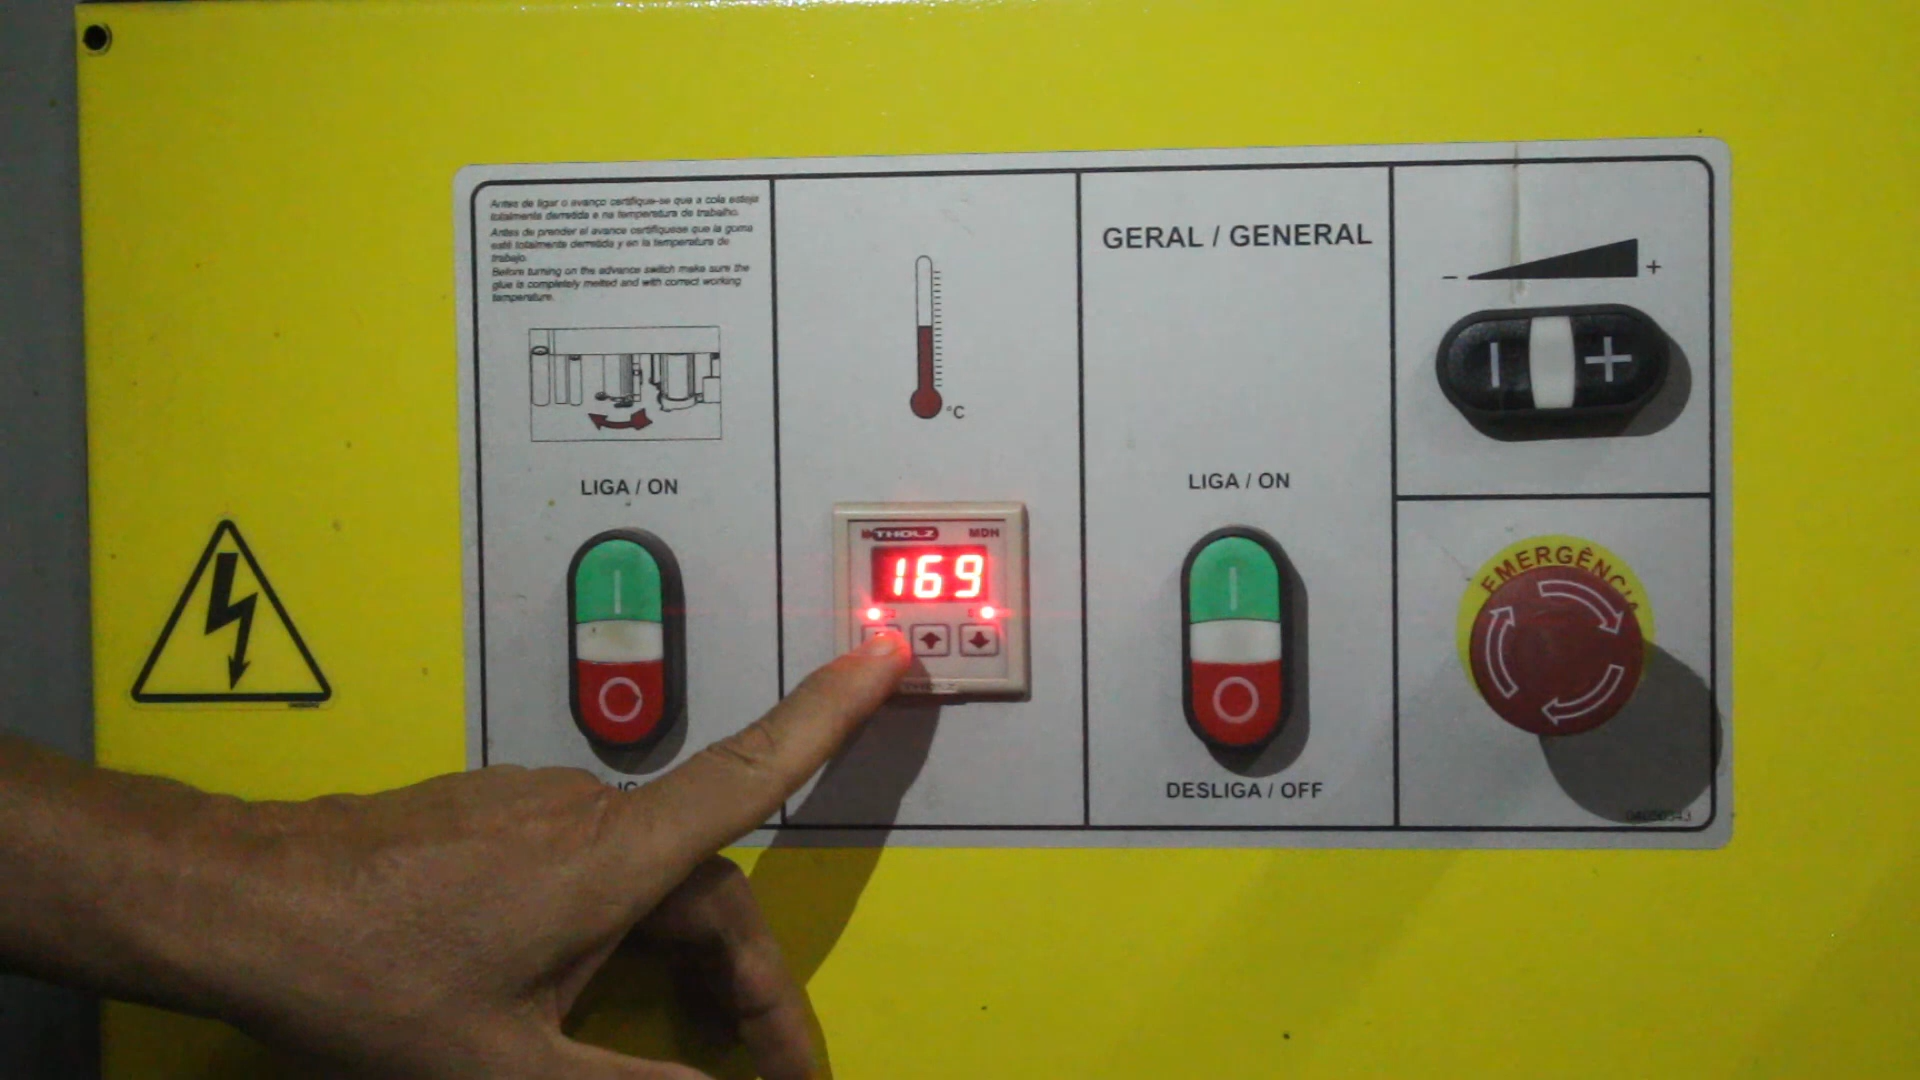 Antes de ligar o avanço certifique-se que a cola esteja
totalmente derretida e na temperatura de trabalho.
Antes de prender el avance certifiquese que la goma
esté totalmente derretida y en la temperatura de
trabajo.
Before turning on the advance switch make sure the
glue is completely melted and with correct working
temperature.
LIGA / ON
°C
THOLZ
MDH
169
GERAL / GENERAL
LIGA / ON
DESLIGA / OFF
- +
+
EMERGÊNCIA